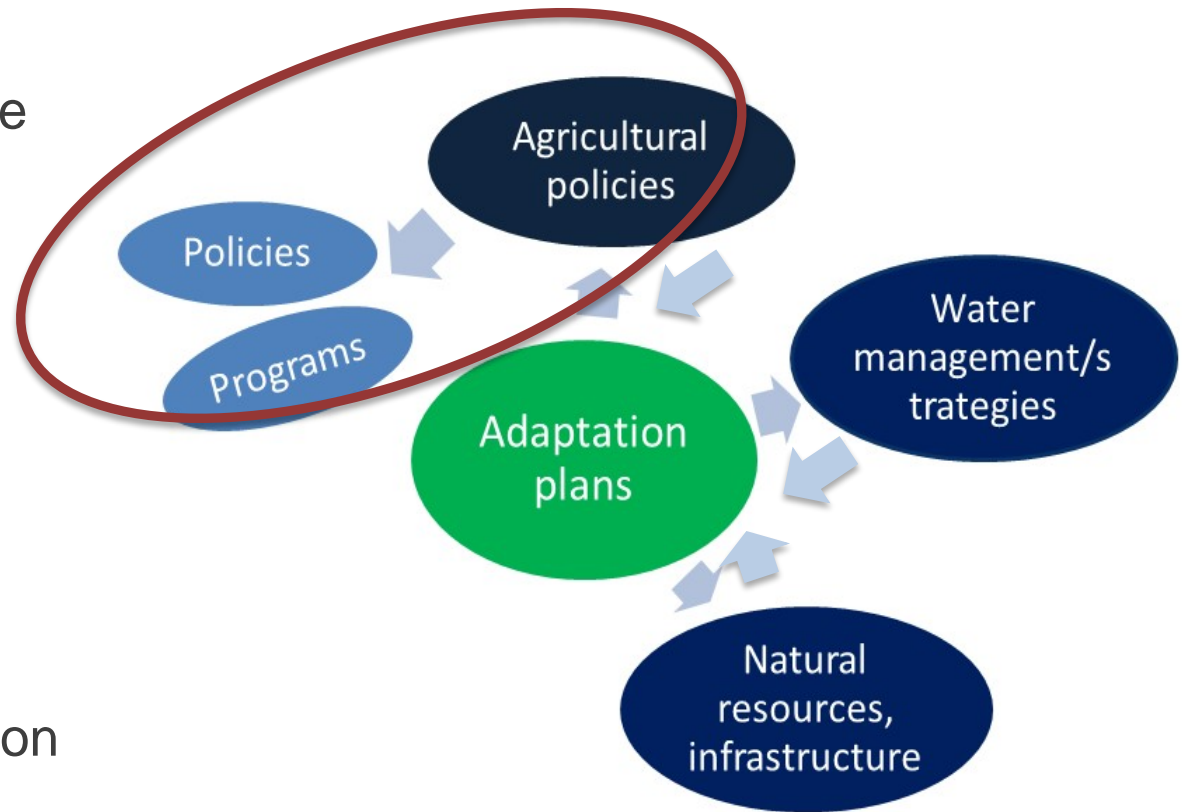 e
Agricultural
policies
Policies
Programs
Water
management/s
trategies
Adaptation
plans
Natural
resources,
infrastructure
on